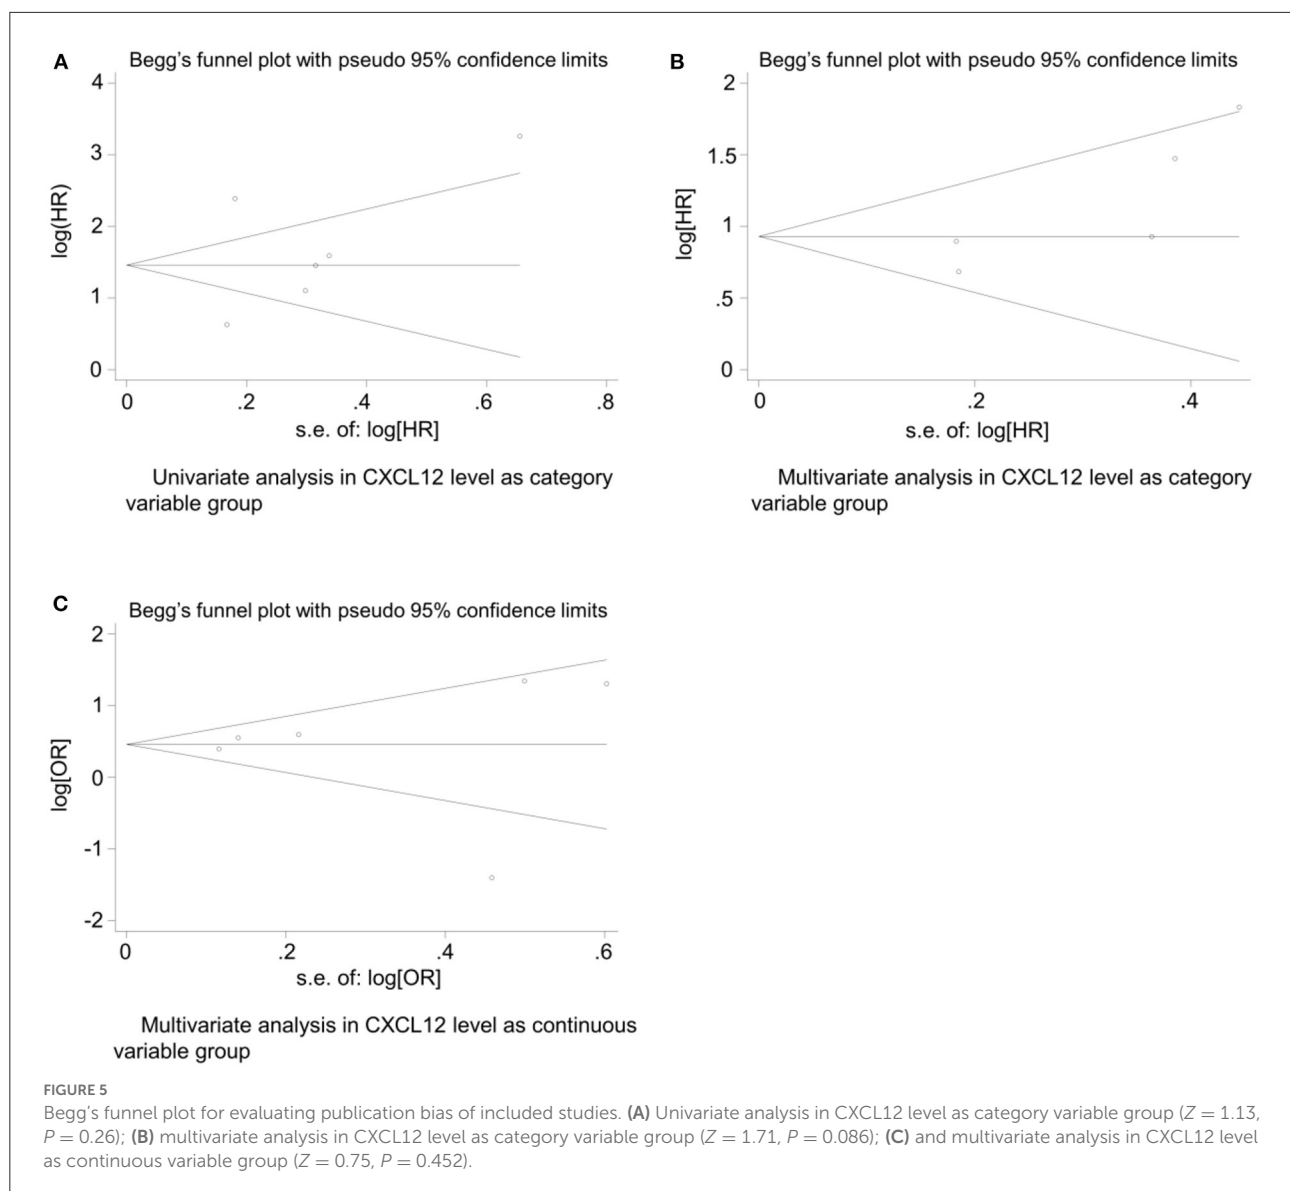 A
Begg's funnel plot with pseudo 95% confidence limits
4
3
2
1
0
log(HR)
0 .2 .4 .6 .8
s.e. of: log[HR]
Univariate analysis in CXCL12 level as category
variable group
B
Begg's funnel plot with pseudo 95% confidence limits
2
1.5
1
.5
0
log[HR]
0 .2 .4
s.e. of: log[HR]
Multivariate analysis in CXCL12 level as category
variable group
C
Begg's funnel plot with pseudo 95% confidence limits
2
1
0
-1
-2
log[OR]
0 .2 .4 .6
s.e. of: log[OR]
Multivariate analysis in CXCL12 level as continuous
variable group
FIGURE 5
Begg's funnel plot for evaluating publication bias of included studies. (A) Univariate analysis in CXCL12 level as category variable group (Z = 1.13,
P = 0.26); (B) multivariate analysis in CXCL12 level as category variable group (Z = 1.71, P = 0.086); (C) and multivariate analysis in CXCL12 level
as continuous variable group (Z = 0.75, P = 0.452).